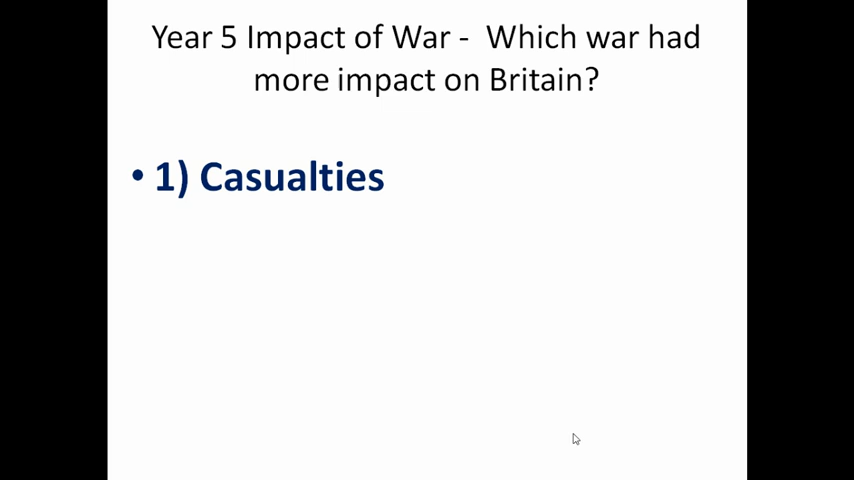 Year 5 Impact of War - Which war had
more impact on Britain?
• 1) Casualties